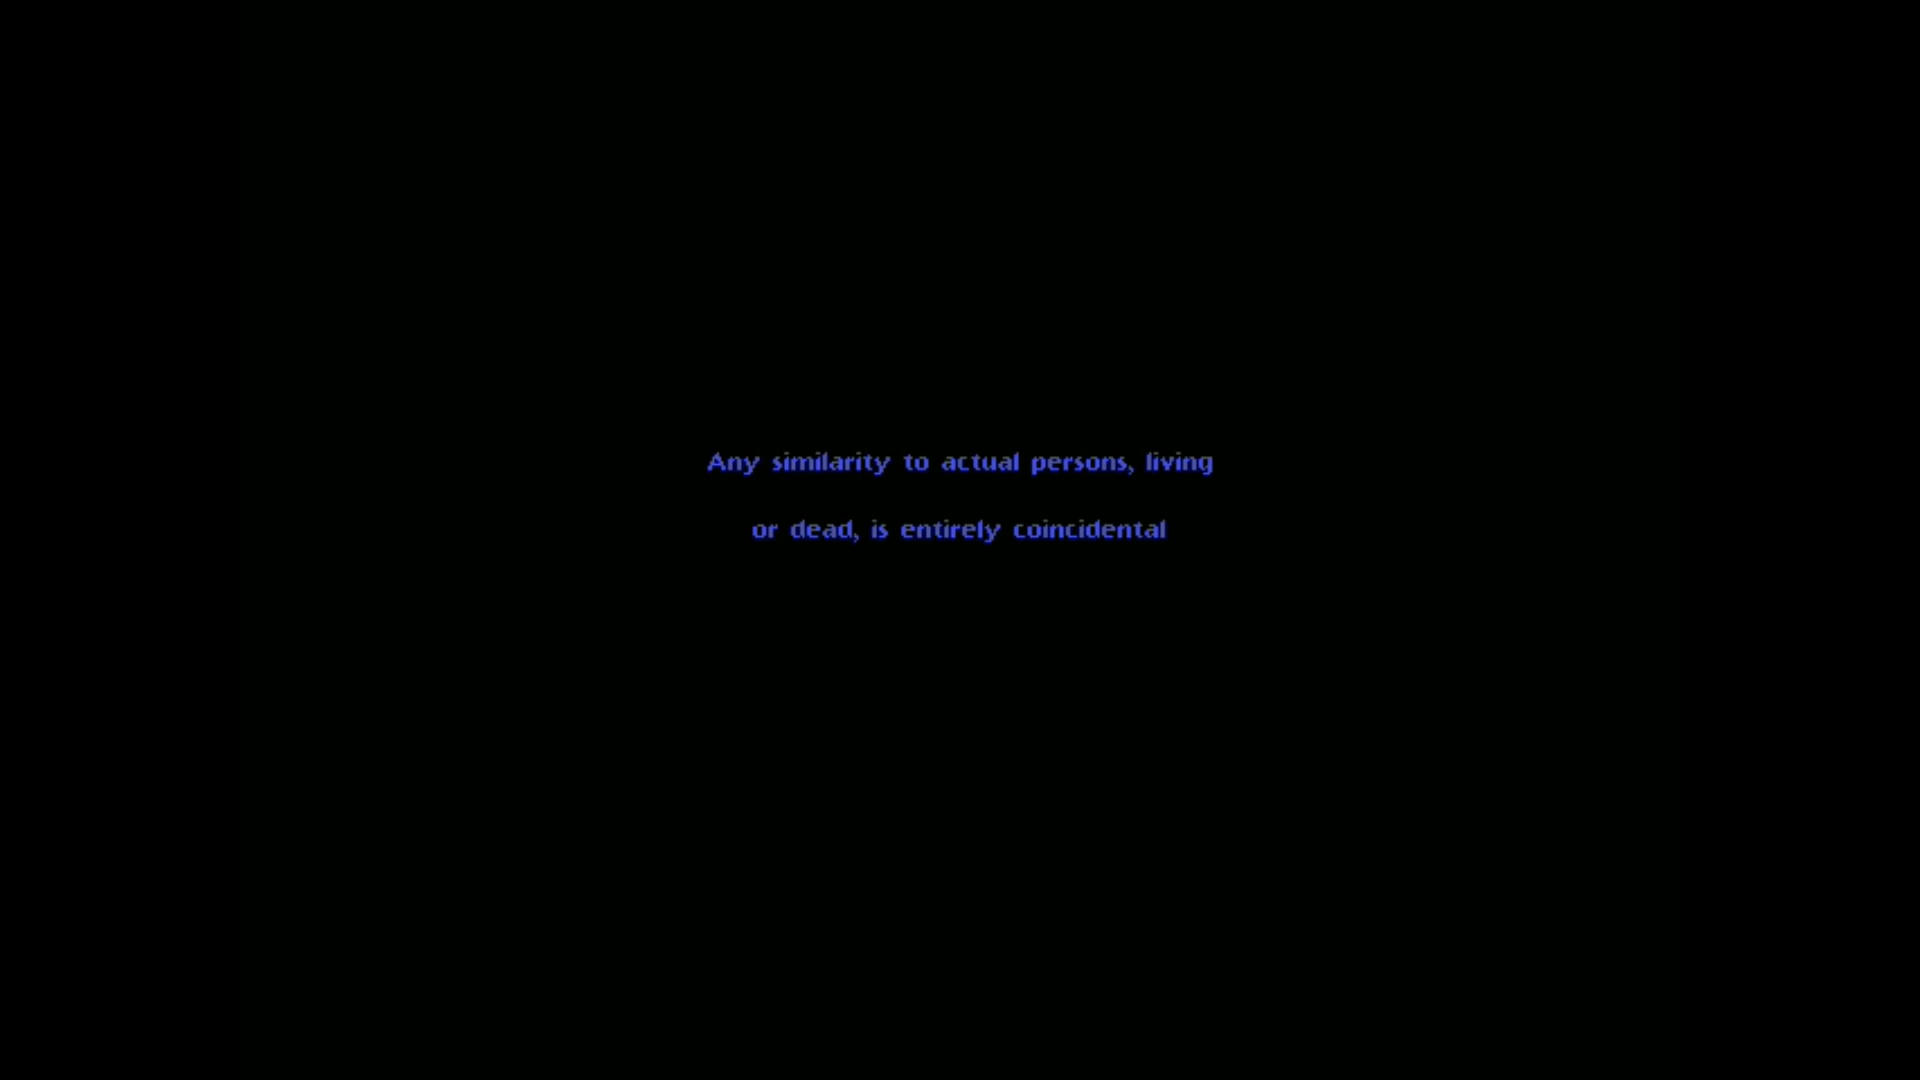 Any similarity to actual persons, living
or dead, is entirely coincidental